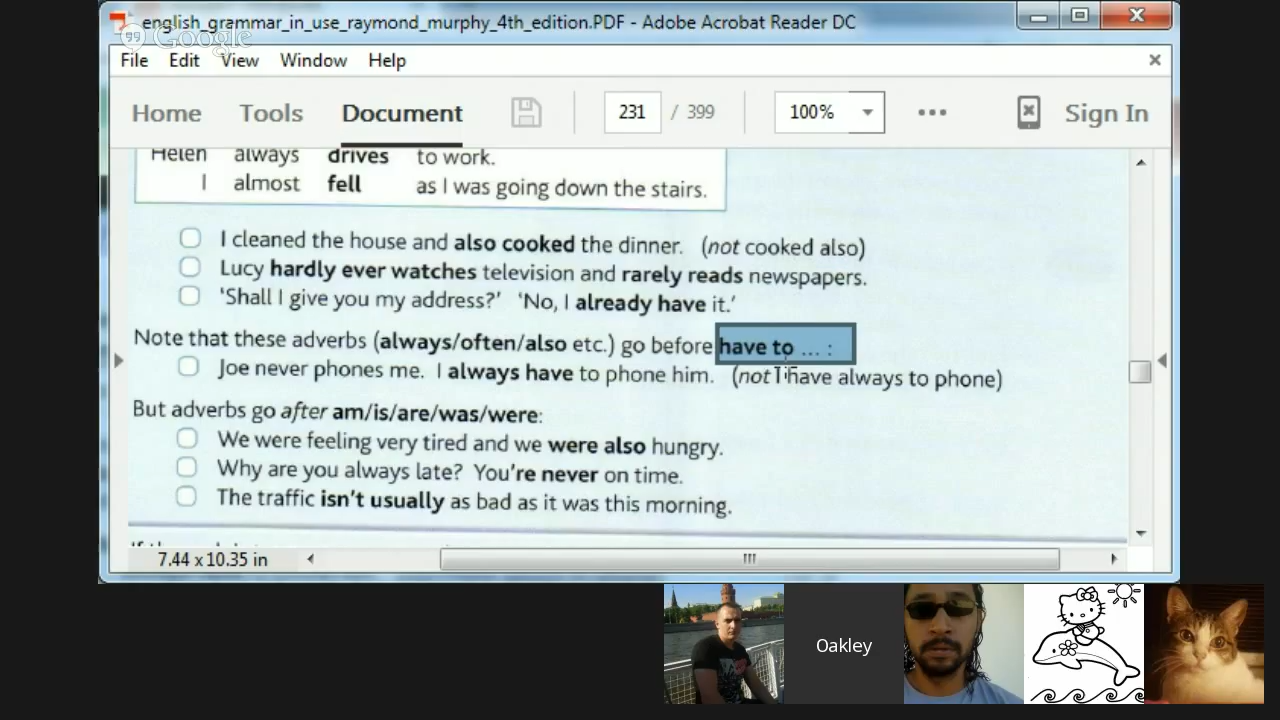 english_grammar_in_use_raymond_murphy_4th_edition.PDF - Adobe Acrobat Reader DC
Google
File Edit View Window Help
Home Tools Document 231 / 399 100% Sign In
Helen always drives to work.
I almost fell as I was going down the stairs.
I cleaned the house and also cooked the dinner. (not cooked also)
Lucy hardly ever watches television and rarely reads newspapers.
‘Shall I give you my address?’ ‘No, I already have it.’
Note that these adverbs (always/often/also etc.) go before have to ... :
Joe never phones me. I always have to phone him. (not I have always to phone)
But adverbs go after am/is/are/was/were:
We were feeling very tired and we were also hungry.
Why are you always late? You’re never on time.
The traffic isn’t usually as bad as it was this morning.
7.44 x 10.35 in
Oakley